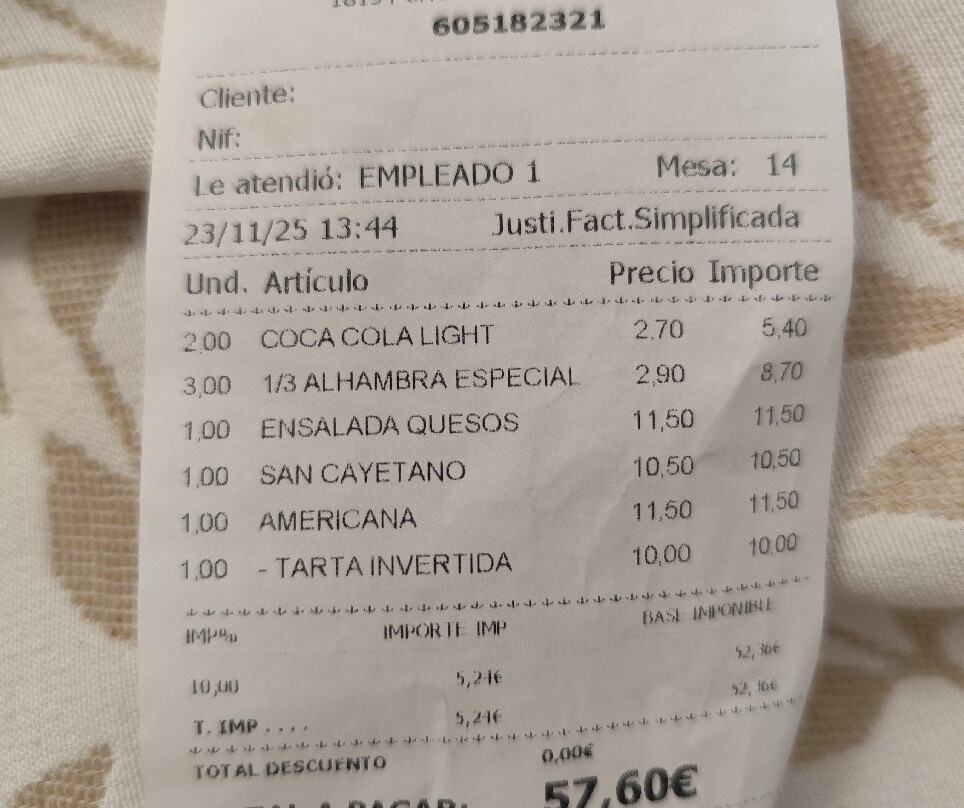 605182321
Cliente:
Nif:
Le atendió: EMPLEADO 1 Mesa: 14
23/11/25 13:44 Justi.Fact.Simplificada
Und. Artículo Precio Importe
2,00 COCA COLA LIGHT 2,70 5,40
3,00 1/3 ALHAMBRA ESPECIAL 2,90 8,70
1,00 ENSALADA QUESOS 11,50 11,50
1,00 SAN CAYETANO 10,50 10,50
1,00 AMERICANA 11,50 11,50
1,00 - TARTA INVERTIDA 10,00 10,00
IMP% IMPORTE IMP BASE IMPONIBLE
10,00 5,24€ 52,36€
T. IMP .... 5,24€ 52,36€
TOTAL DESCUENTO 0,00€
A PAGAR: 57,60€